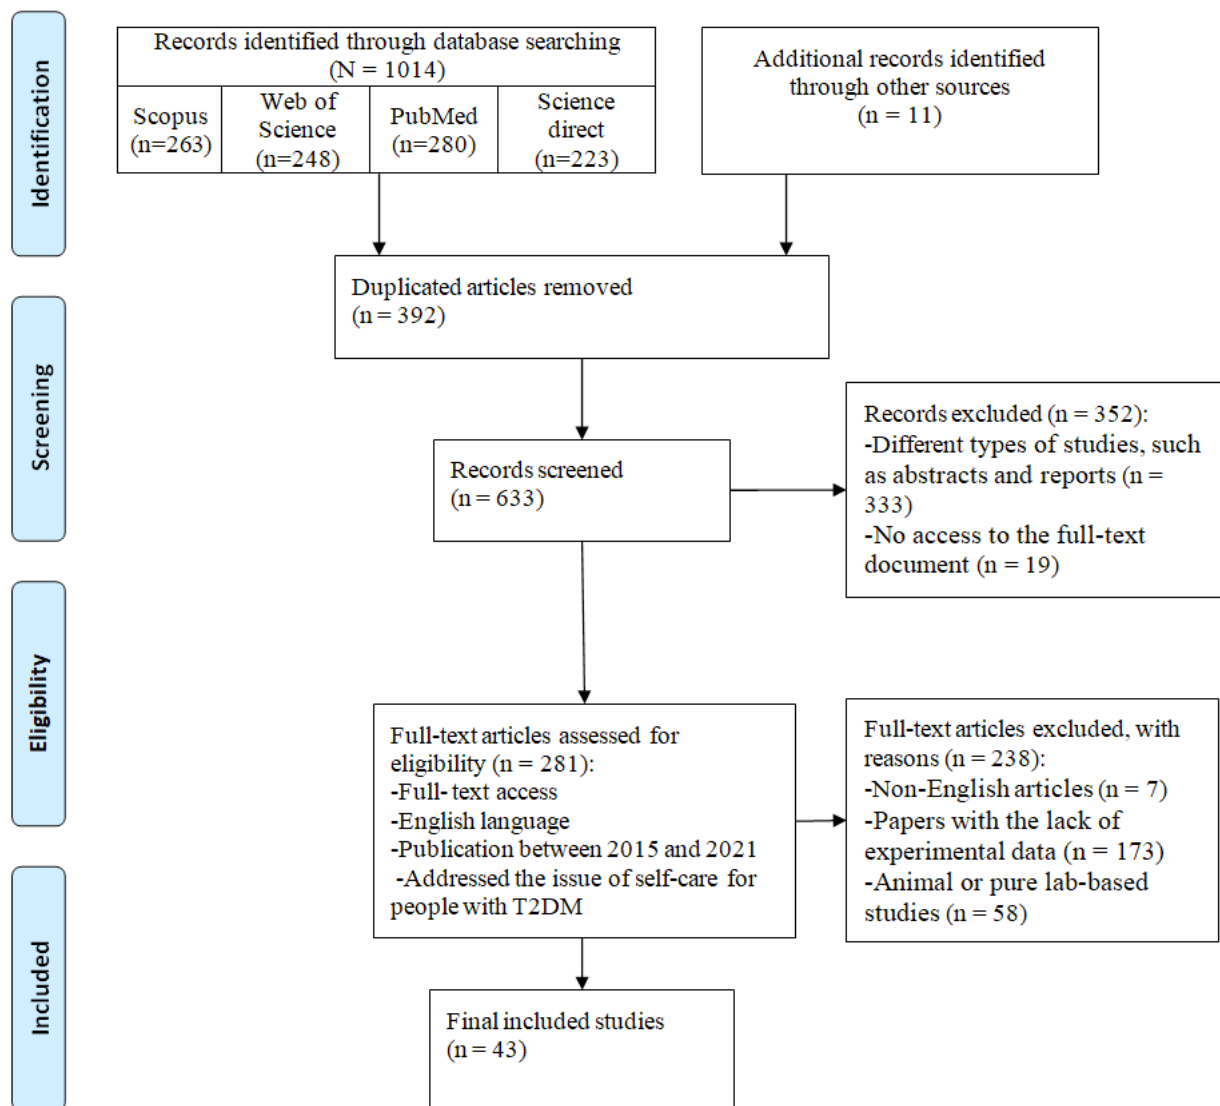 Identification
Records identified through database searching
(N = 1014)
Scopus
(n=263)
Web of
Science
(n=248)
PubMed
(n=280)
Science
direct
(n=223)
Additional records identified
through other sources
(n = 11)
Duplicated articles removed
(n = 392)
Screening
Records screened
(n = 633)
Records excluded (n = 352):
-Different types of studies, such
as abstracts and reports (n =
333)
-No access to the full-text
document (n = 19)
Eligibility
Full-text articles assessed for
eligibility (n = 281):
-Full- text access
-English language
-Publication between 2015 and 2021
-Addressed the issue of self-care for
people with T2DM
Full-text articles excluded, with
reasons (n = 238):
-Non-English articles (n = 7)
-Papers with the lack of
experimental data (n = 173)
-Animal or pure lab-based
studies (n = 58)
Included
Final included studies
(n = 43)